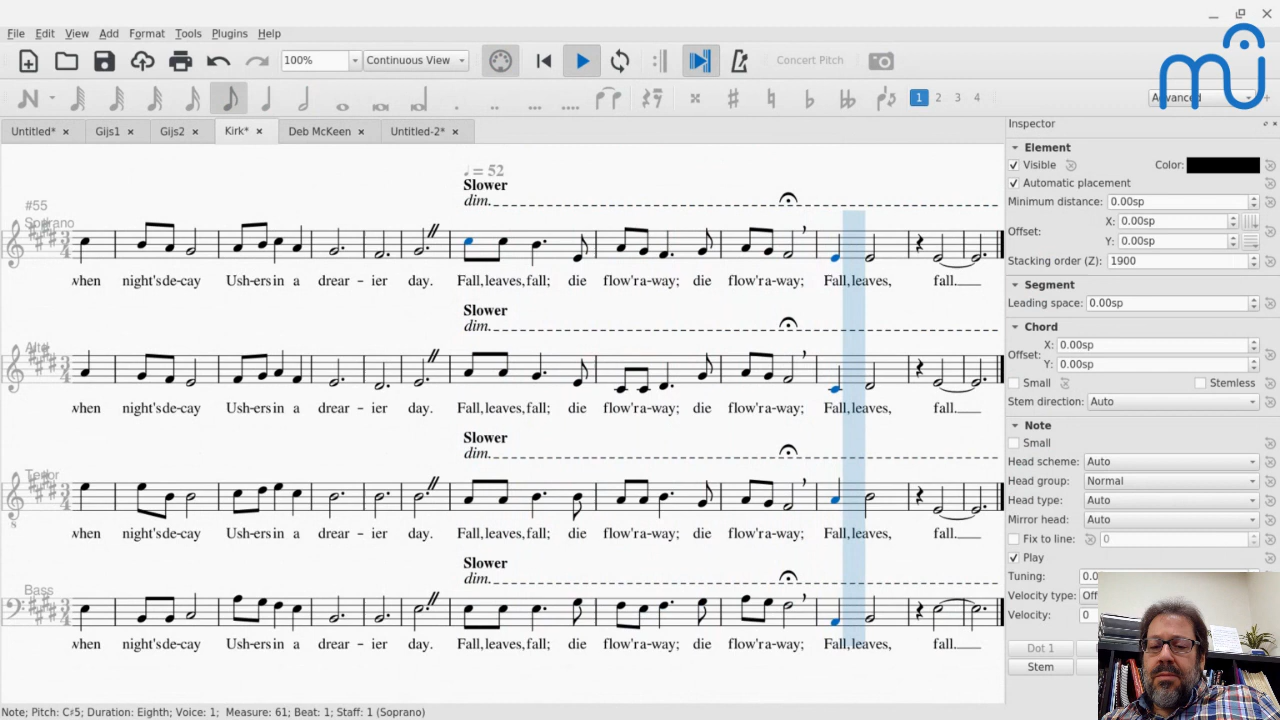 File Edit View Add Format Tools Plugins Help
100% Continuous View Concert Pitch
1 2 3 4 Advanced +
Untitled* × Gijs1 × Gijs2 × Kirk* × Deb McKeen × Untitled-2* ×
Inspector
#55
♩ = 52
Slower
dim.
Soprano
when night's de-cay Ush-ers in a drear – ier day. Fall, leaves, fall; die flow'r a-way; die flow'r a-way; Fall, leaves, fall.
Slower
dim.
Alto
when night's de-cay Ush-ers in a drear – ier day. Fall, leaves, fall; die flow'r a-way; die flow'r a-way; Fall, leaves, fall.
Slower
dim.
Tenor
8
when night's de-cay Ush-ers in a drear – ier day. Fall, leaves, fall; die flow'r a-way; die flow'r a-way; Fall, leaves, fall.
Slower
dim.
Bass
when night's de-cay Ush-ers in a drear – ier day. Fall, leaves, fall; die flow'r a-way; die flow'r a-way; Fall, leaves, fall.
Element
Visible Color:
Automatic placement
Minimum distance: 0.00sp
Offset: X: 0.00sp
Y: 0.00sp
Stacking order (Z): 1900
Segment
Leading space: 0.00sp
Chord
Offset: X: 0.00sp
Y: 0.00sp
Small Stemless
Stem direction: Auto
Note
Small
Head scheme: Auto
Head group: Normal
Head type: Auto
Mirror head: Auto
Fix to line: 0
Play
Tuning: 0.0
Velocity type: Off
Velocity: 0
Dot 1
Stem
Note; Pitch: C♯5; Duration: Eighth; Voice: 1; Measure: 61; Beat: 1; Staff: 1 (Soprano)